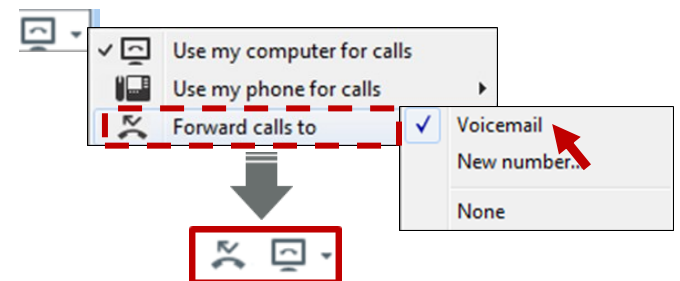 Use my computer for calls
Use my phone for calls
Forward calls to
Voicemail
New number...
None